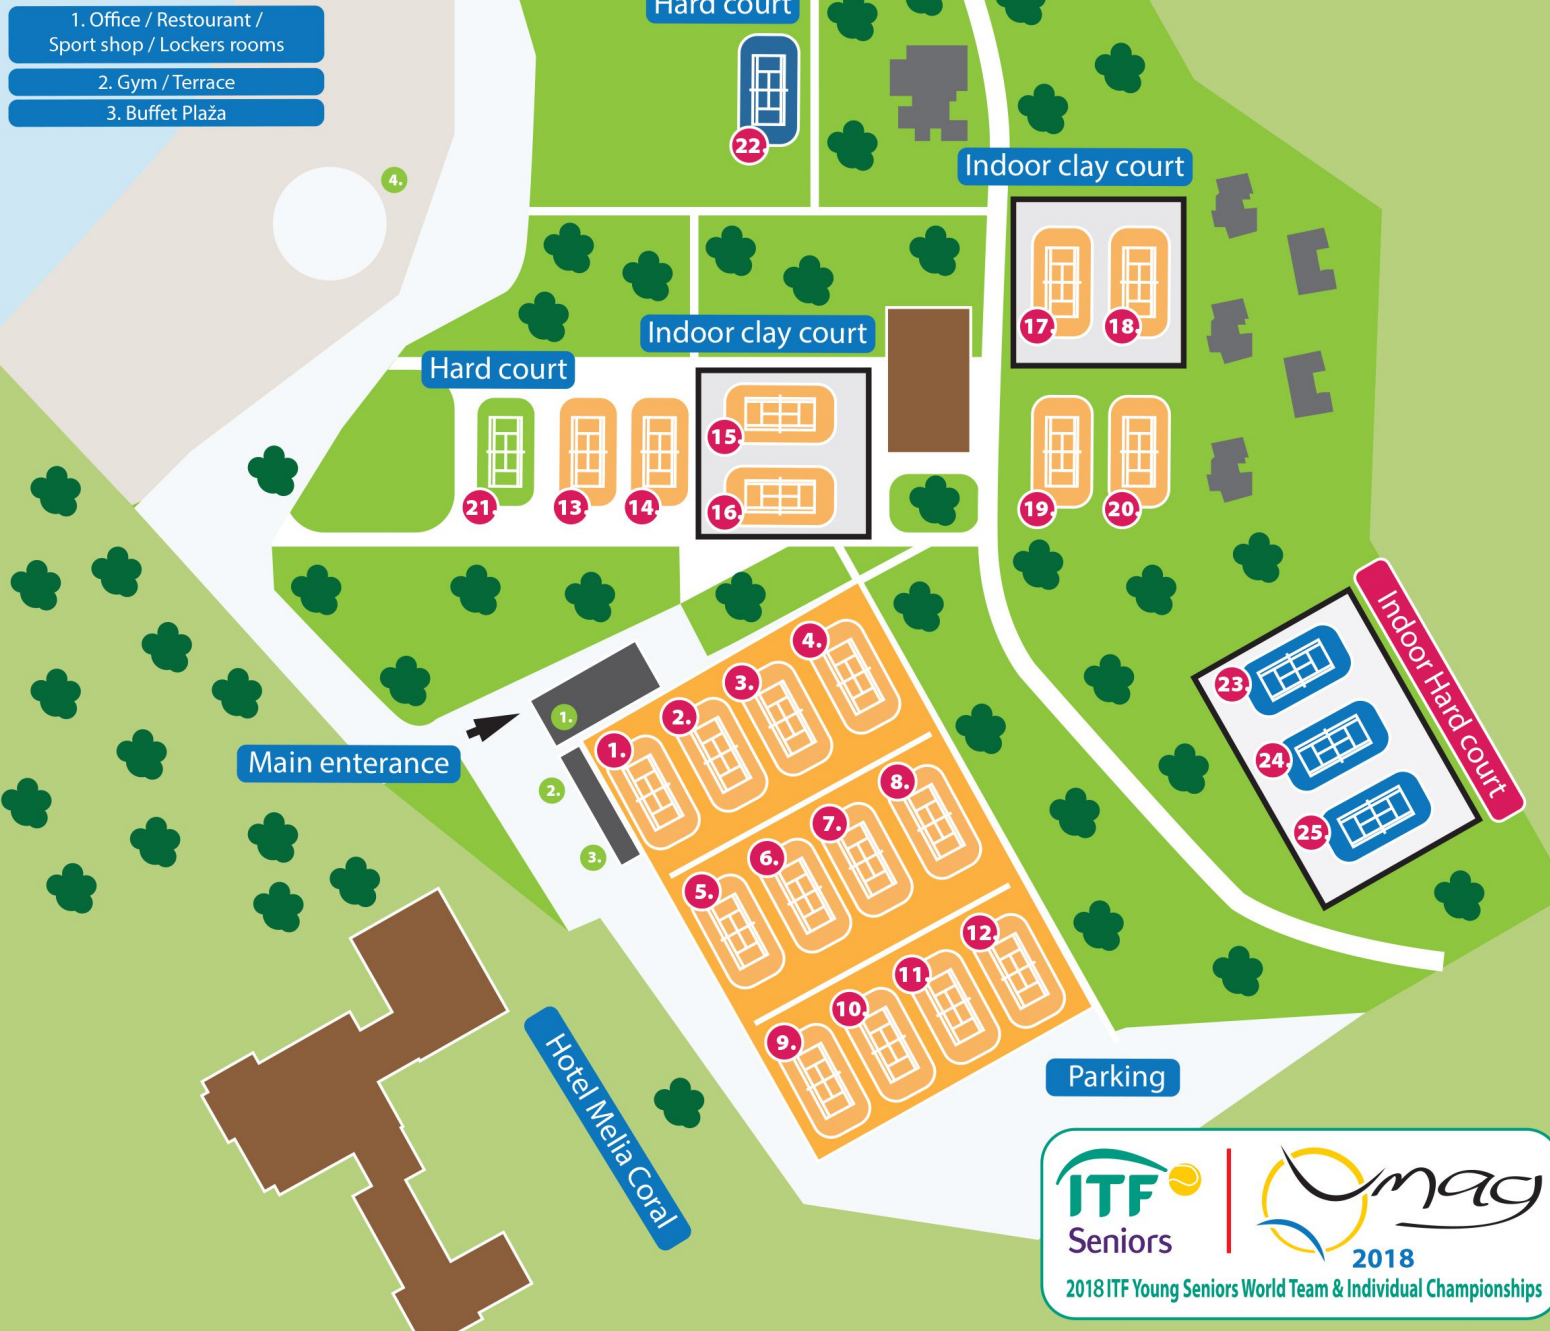 1. Office / Restourant /
Sport shop / Lockers rooms
2. Gym / Terrace
3. Buffet Plaža
Hard court
22.
4.
Indoor clay court
17.
18.
Indoor clay court
Hard court
15.
16.
21.
13.
14.
19.
20.
Indoor Hard court
23.
24.
25.
Main enterance
1.
2.
3.
1.
2.
3.
4.
5.
6.
7.
8.
9.
10.
11.
12.
Hotel Melia Coral
Parking
ITF
Seniors
Umag
2018
2018 ITF Young Seniors World Team & Individual Championships